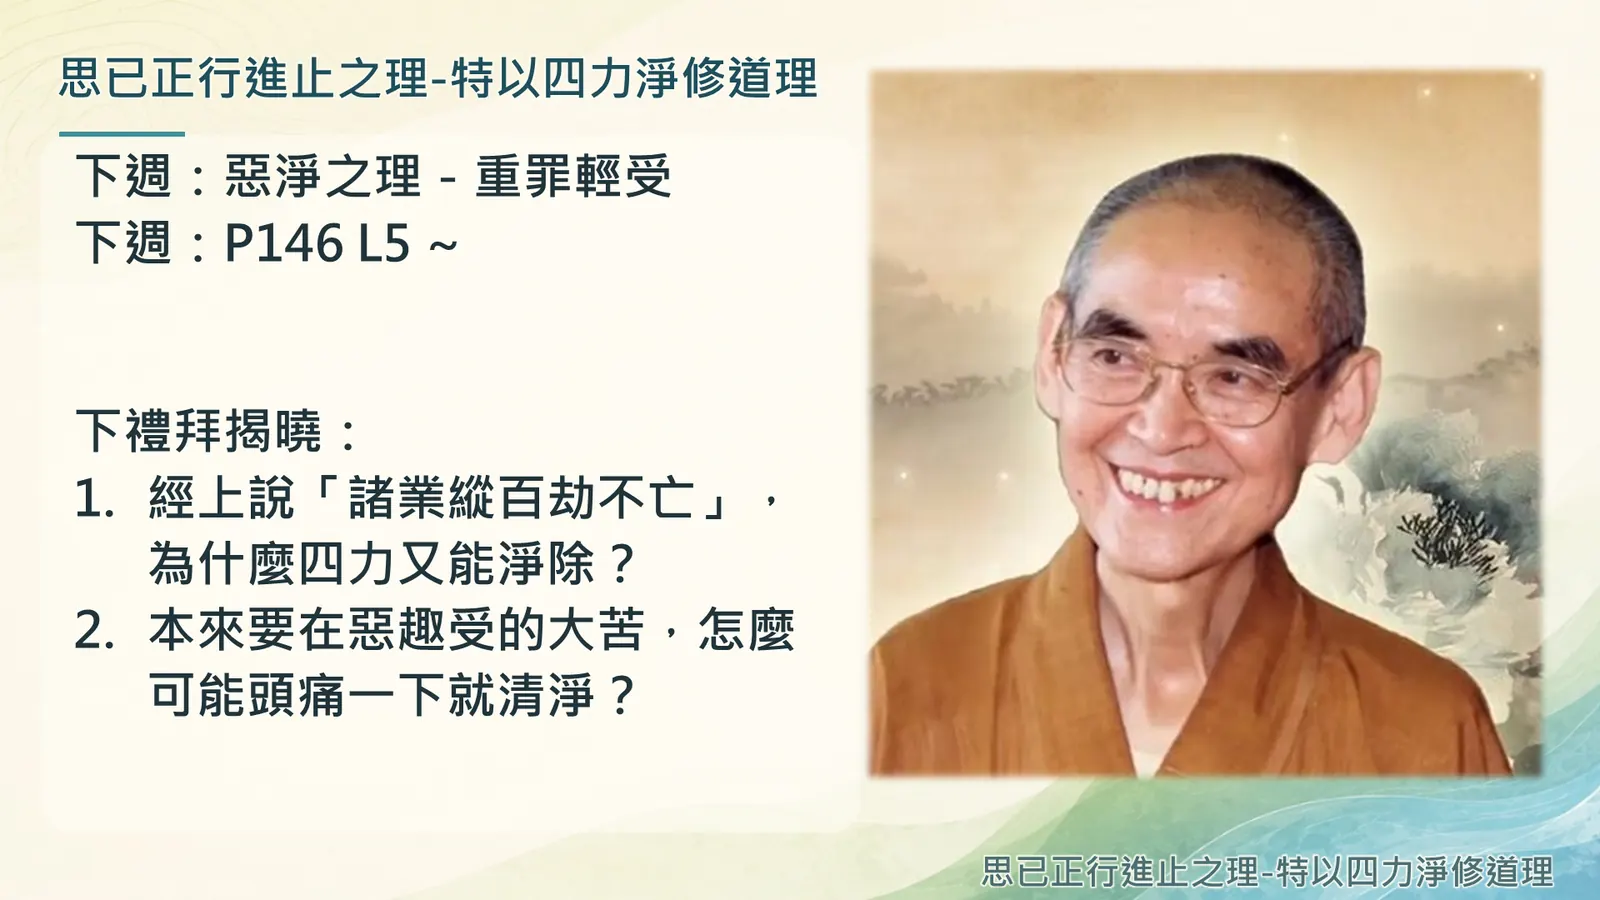 思已正行進止之理-特以四力淨修道理
下週：惡淨之理 - 重罪輕受
下週：P146 L5 ~
下禮拜揭曉：
1. 經上說「諸業縱百劫不亡」，
為什麼四力又能淨除？
2. 本來要在惡趣受的大苦，怎麼
可能頭痛一下就清淨？
思已正行進止之理-特以四力淨修道理